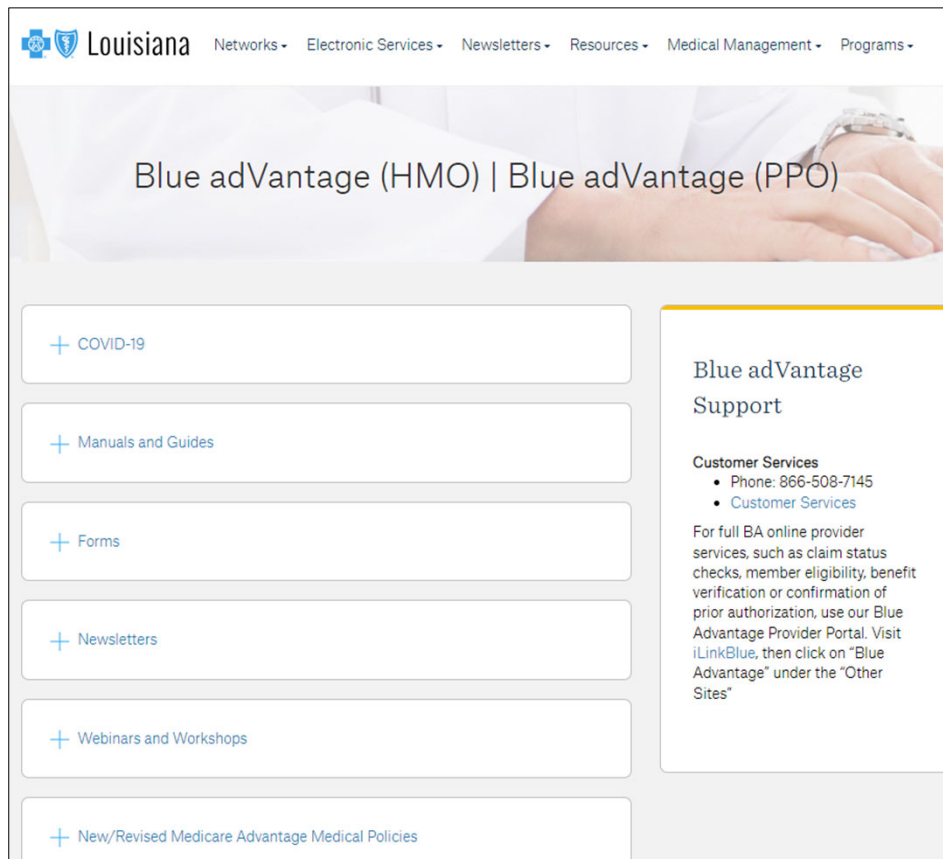 Louisiana
Networks Electronic Services Newsletters Resources Medical Management Programs
Blue adVantage (HMO) | Blue adVantage (PPO)
COVID-19
Manuals and Guides
Forms
Newsletters
Webinars and Workshops
New/Revised Medicare Advantage Medical Policies
Blue adVantage
Support
Customer Services
• Phone: 866-508-7145
• Customer Services
For full BA online provider
services, such as claim status
checks, member eligibility, benefit
verification or confirmation of
prior authorization, use our Blue
Advantage Provider Portal. Visit
iLinkBlue, then click on “Blue
Advantage” under the “Other
Sites”